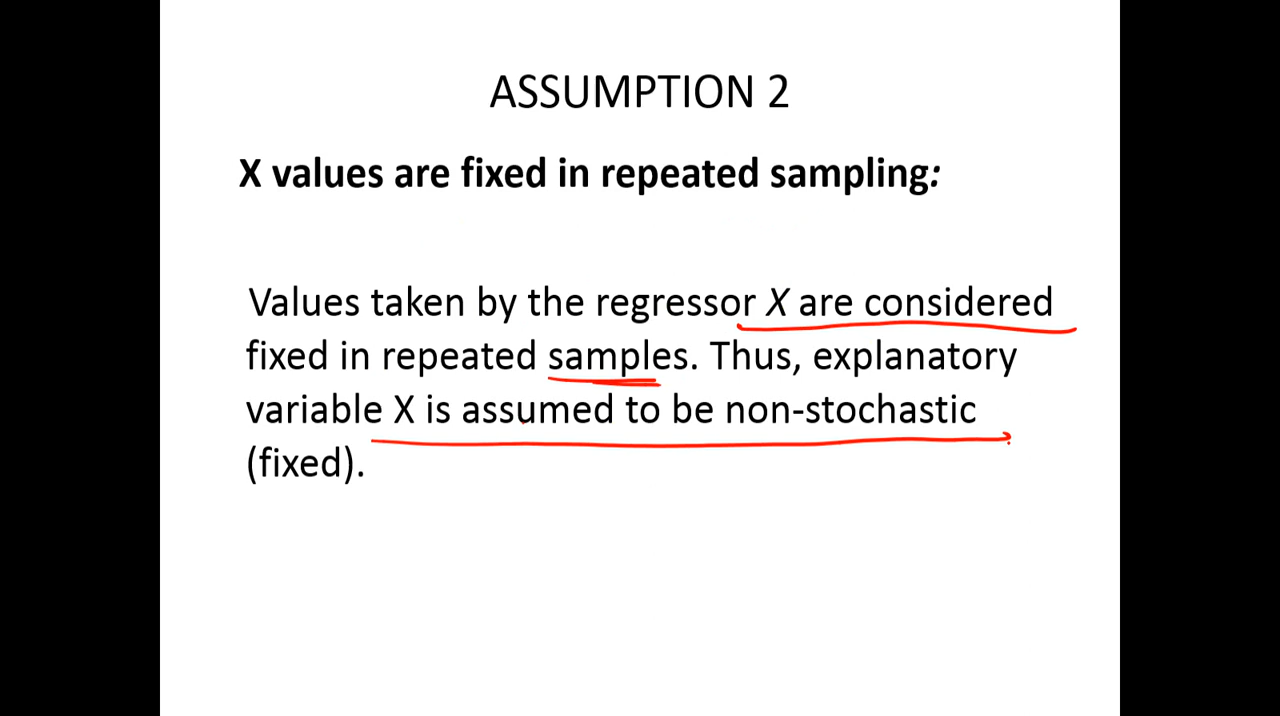 ASSUMPTION 2
X values are fixed in repeated sampling:
Values taken by the regressor X are considered
fixed in repeated samples. Thus, explanatory
variable X is assumed to be non-stochastic
(fixed).